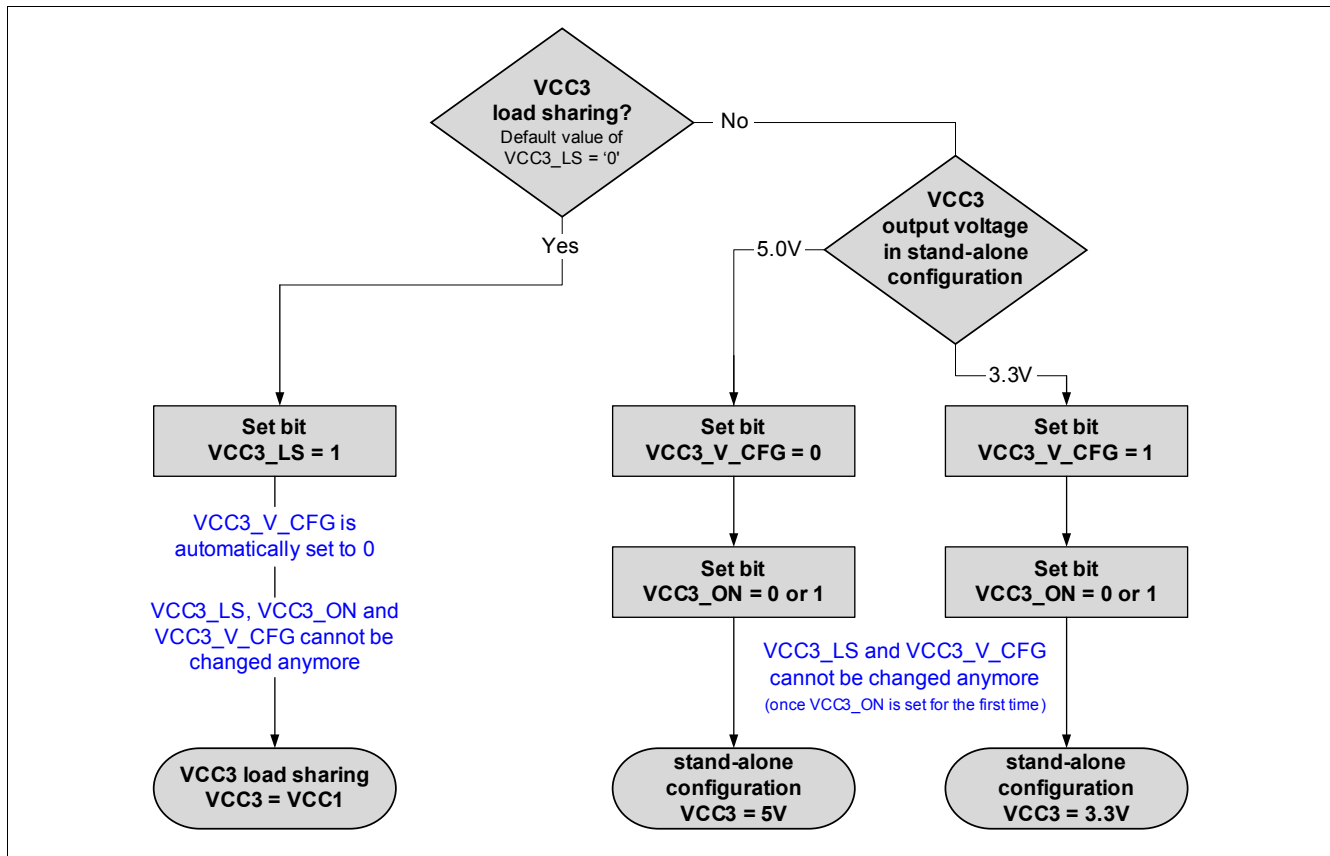 VCC3
load sharing?
Default value of
VCC3_LS = ‘0'
No
Yes
VCC3
output voltage
in stand-alone
configuration
5.0V
3.3V
Set bit
VCC3_LS = 1
Set bit
VCC3_V_CFG = 0
Set bit
VCC3_V_CFG = 1
VCC3_V_CFG is
automatically set to 0
Set bit
VCC3_ON = 0 or 1
Set bit
VCC3_ON = 0 or 1
VCC3_LS, VCC3_ON and
VCC3_V_CFG cannot be
changed anymore
VCC3_LS and VCC3_V_CFG
cannot be changed anymore
(once VCC3_ON is set for the first time)
VCC3 load sharing
VCC3 = VCC1
stand-alone
configuration
VCC3 = 5V
stand-alone
configuration
VCC3 = 3.3V